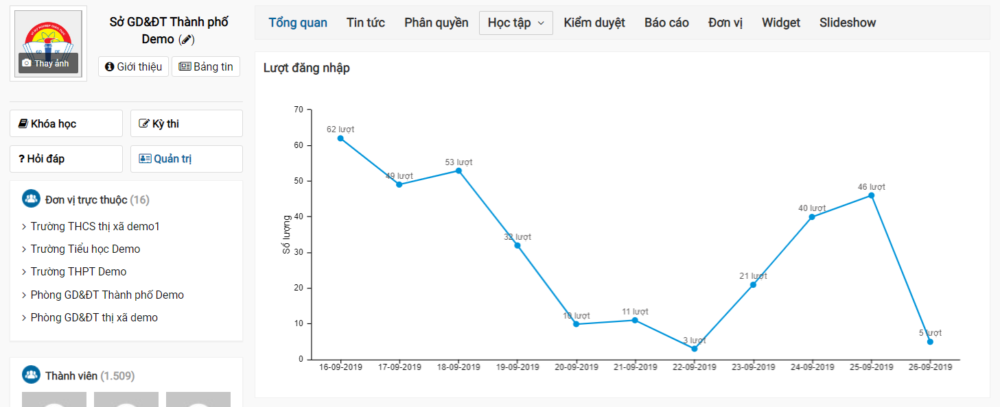 Sở GD&ĐT Thành phố
Demo ()
Thay ảnh
GD ĐT
Giới thiệu
Bảng tin
Khóa học
Kỳ thi
? Hỏi đáp
Quản trị
Đơn vị trực thuộc (16)
> Trường THCS thị xã demo1
> Trường Tiểu học Demo
> Trường THPT Demo
> Phòng GD&ĐT Thành phố Demo
> Phòng GD&ĐT thị xã demo
Thành viên (1.509)
Tổng quan Tin tức Phân quyền Học tập Kiểm duyệt Báo cáo Đơn vị Widget Slideshow
Lượt đăng nhập
Số lượng
70
60
50
40
30
20
10
0
62 lượt
49 lượt
53 lượt
32 lượt
10 lượt
11 lượt
3 lượt
21 lượt
40 lượt
46 lượt
5 lượt
16-09-2019 17-09-2019 18-09-2019 19-09-2019 20-09-2019 21-09-2019 22-09-2019 23-09-2019 24-09-2019 25-09-2019 26-09-2019